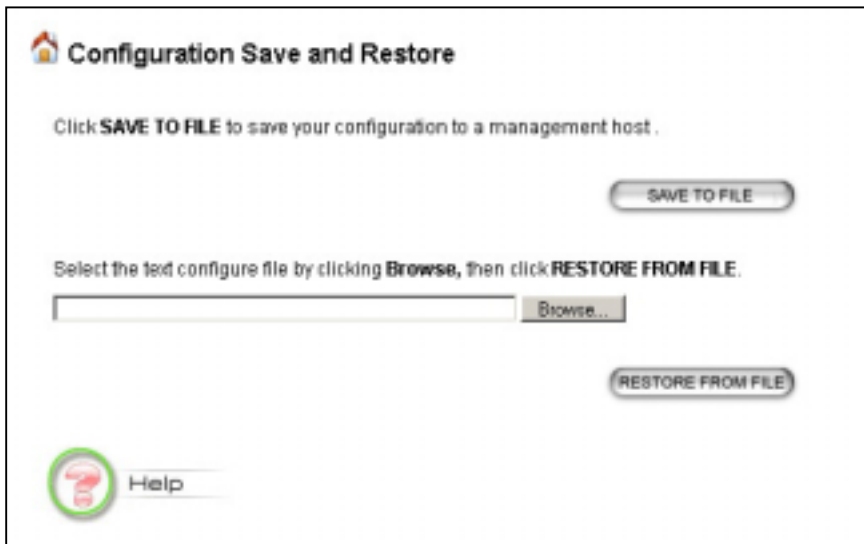 Configuration Save and Restore
Click SAVE TO FILE to save your configuration to a management host .
SAVE TO FILE
Select the text configure file by clicking Browse, then click RESTORE FROM FILE.
Browse...
RESTORE FROM FILE
Help